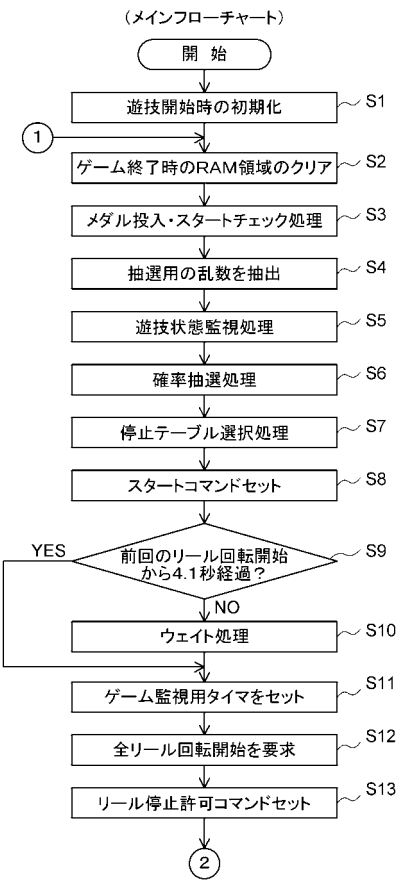 (メインフローチャート)
開 始
遊技開始時の初期化
S1
1
ゲーム終了時のRAM領域のクリア
S2
メダル投入・スタートチェック処理
S3
抽選用の乱数を抽出
S4
遊技状態監視処理
S5
確率抽選処理
S6
停止テーブル選択処理
S7
スタートコマンドセット
S8
YES
前回のリール回転開始
から4.1秒経過?
S9
NO
ウェイト処理
S10
ゲーム監視用タイマをセット
S11
全リール回転開始を要求
S12
リール停止許可コマンドセット
S13
2